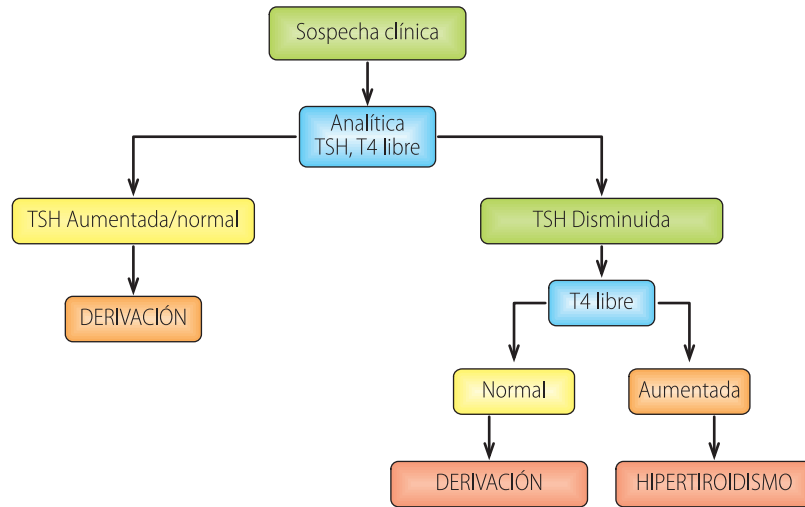 Sospecha clínica
Analítica
TSH, T4 libre
TSH Aumentada/normal
TSH Disminuida
DERIVACIÓN
T4 libre
Normal
Aumentada
DERIVACIÓN
HIPERTIROIDISMO